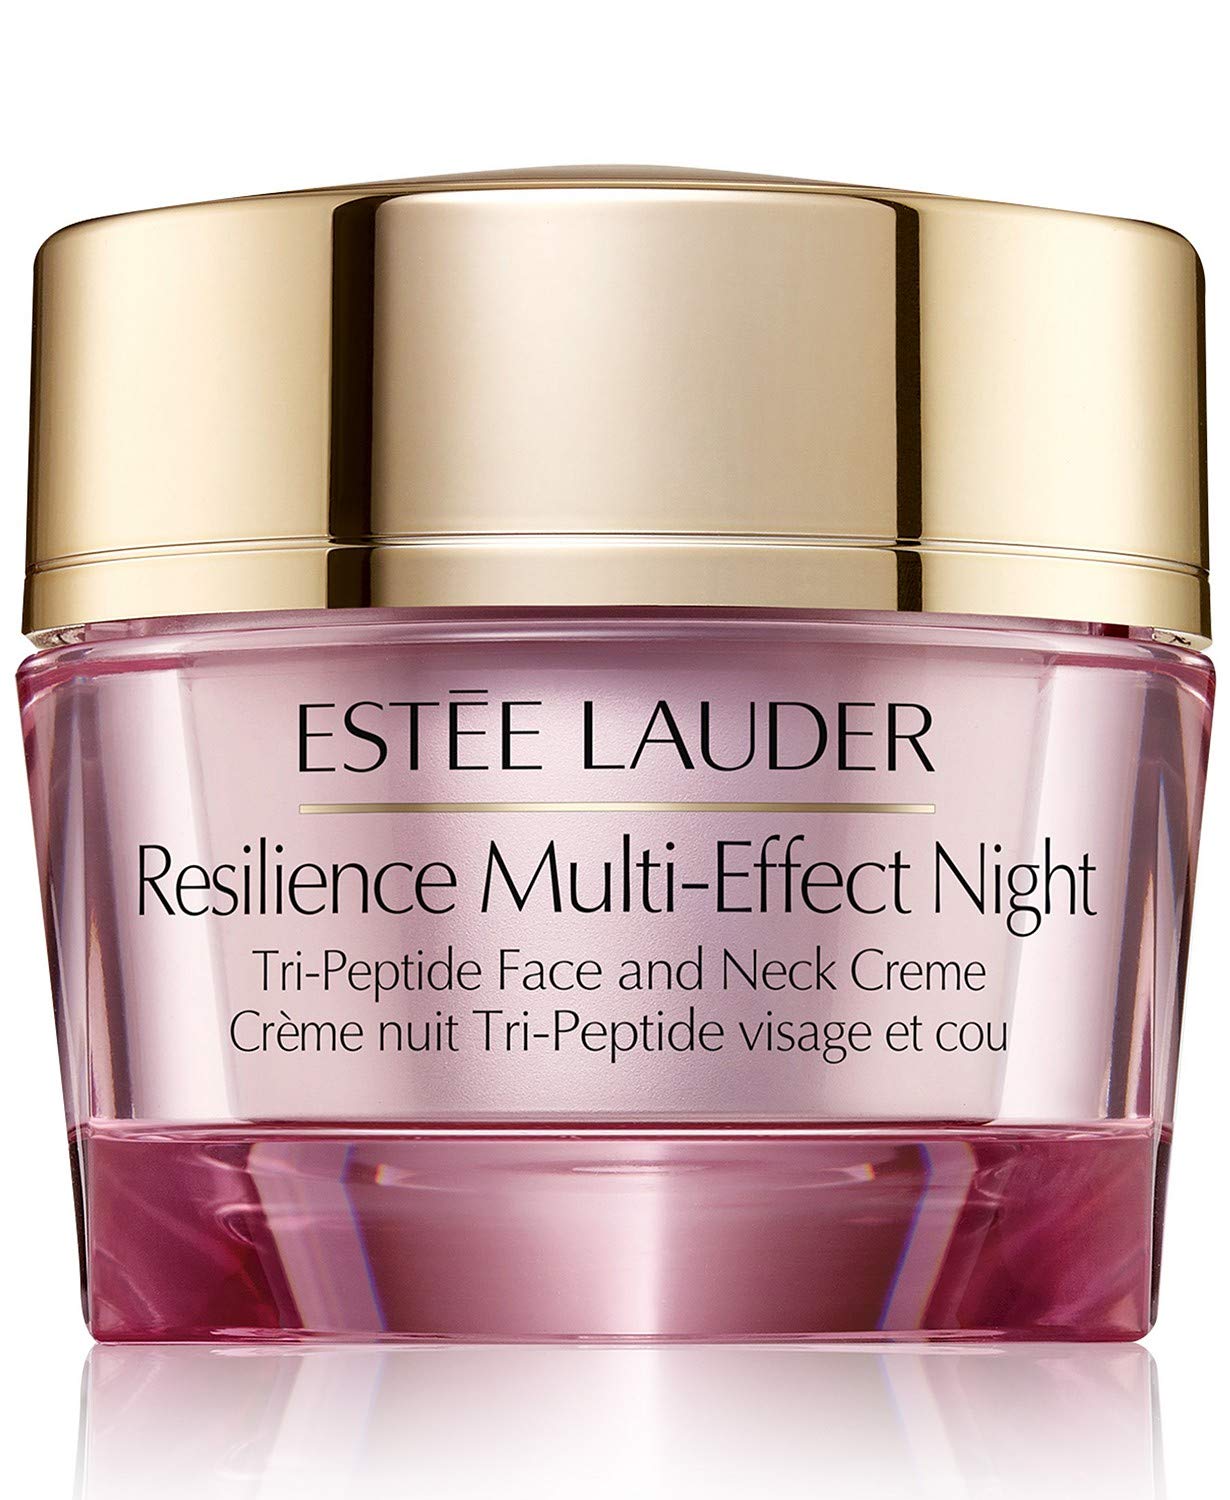 ESTĒE LAUDER
Resilience Multi-Effect Night
Tri-Peptide Face and Neck Creme
Crème nuit Tri-Peptide visage et cou